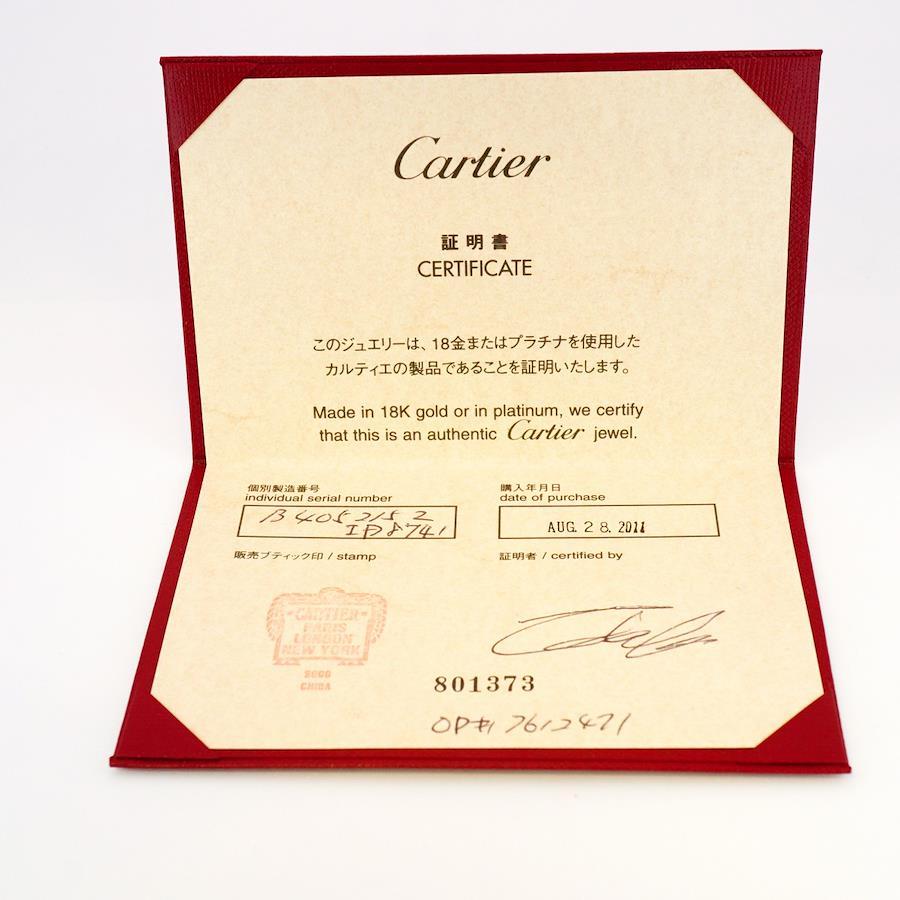 Cartier
証明書
CERTIFICATE
このジュエリーは、18金またはプラチナを使用した
カルティエの製品であることを証明いたします。
Made in 18K gold or in platinum, we certify
that this is an authentic Cartier jewel.
個別製造番号
individual serial number
B4052152
IP8741
購入年月日
date of purchase
AUG. 28. 2011
販売ブティック印 / stamp
証明者 / certified by
CARTIER
PARIS
LONDON
NEW YORK
CHIBA
801373
OP#1 7612471